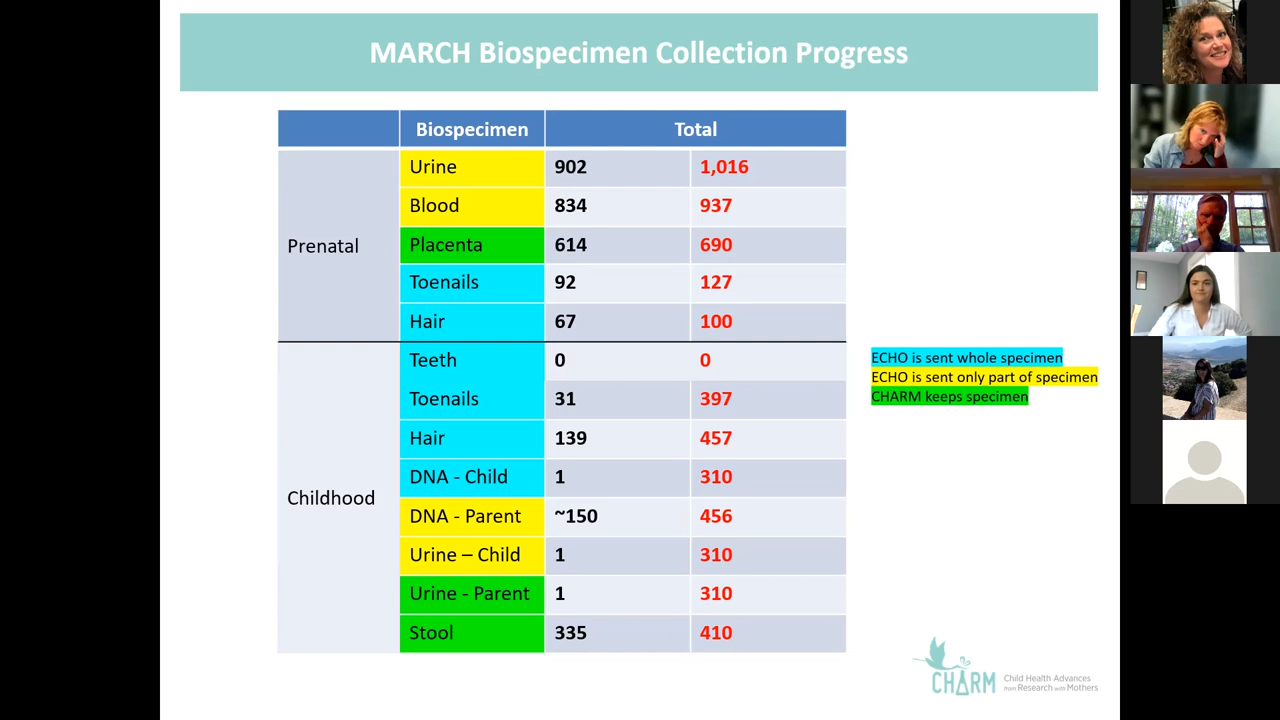 MARCH Biospecimen Collection Progress
Biospecimen Total
Prenatal
Urine 902 1,016
Blood 834 937
Placenta 614 690
Toenails 92 127
Hair 67 100
Childhood
Teeth 0 0
Toenails 31 397
Hair 139 457
DNA - Child 1 310
DNA - Parent ~150 456
Urine – Child 1 310
Urine - Parent 1 310
Stool 335 410
ECHO is sent whole specimen
ECHO is sent only part of specimen
CHARM keeps specimen
CHARM
Child Health Advances
from Research with Mothers